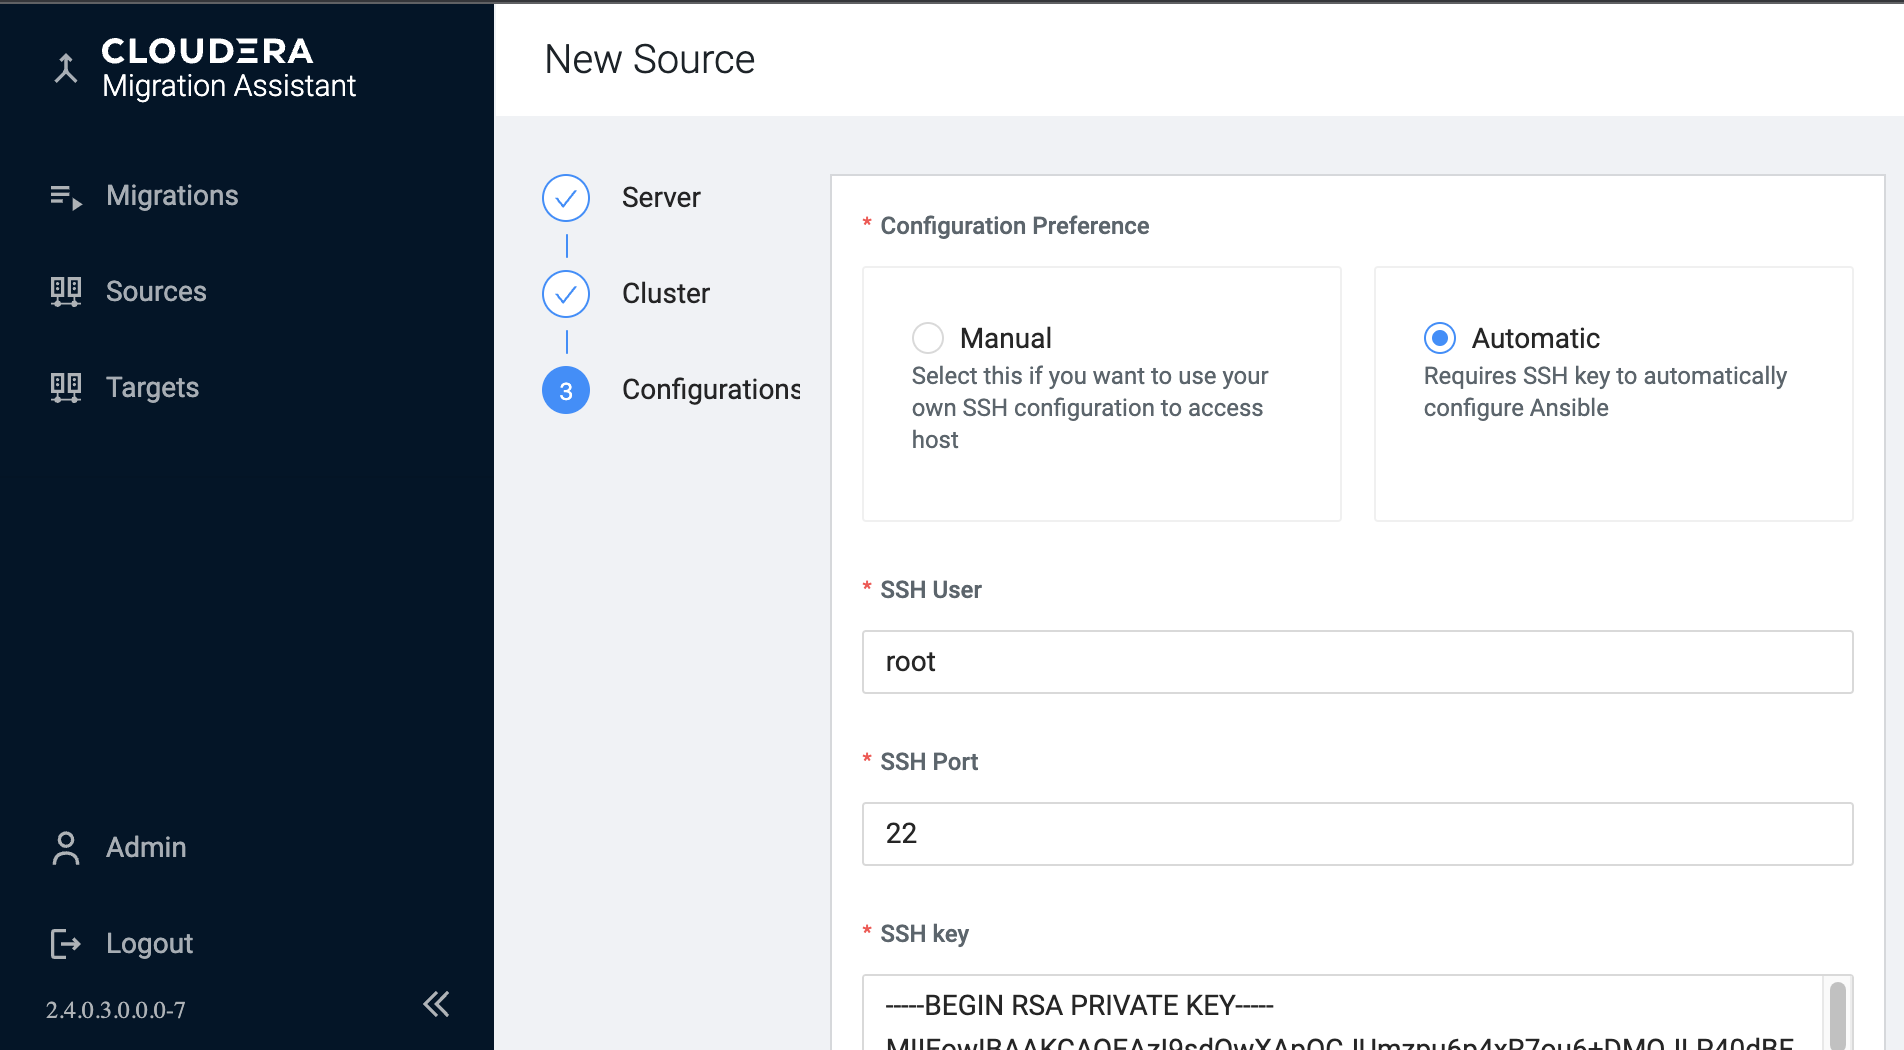 CLOUDERA
Migration Assistant
New Source
Migrations
Sources
Targets
Server
Cluster
3 Configurations
* Configuration Preference
Manual
Select this if you want to use your
own SSH configuration to access
host
Automatic
Requires SSH key to automatically
configure Ansible
* SSH User
root
* SSH Port
22
* SSH key
-----BEGIN RSA PRIVATE KEY-----
Admin
Logout
2.4.0.3.0.0.0-7